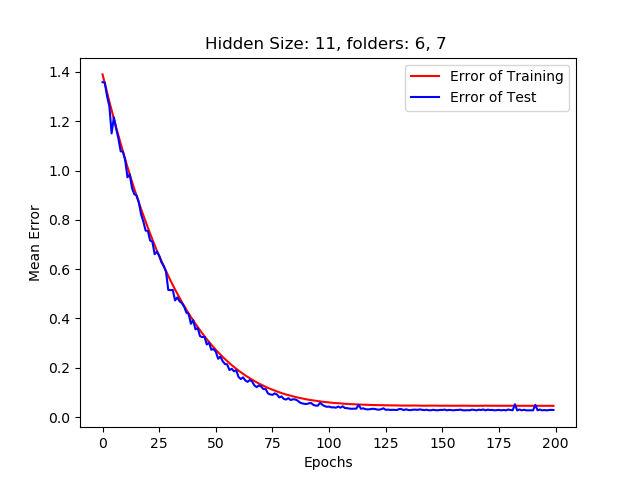 Hidden Size: 11, folders: 6, 7
Error of Training
Error of Test
Mean Error
1.4
1.2
1.0
0.8
0.6
0.4
0.2
0.0
0 25 50 75 100 125 150 175 200
Epochs